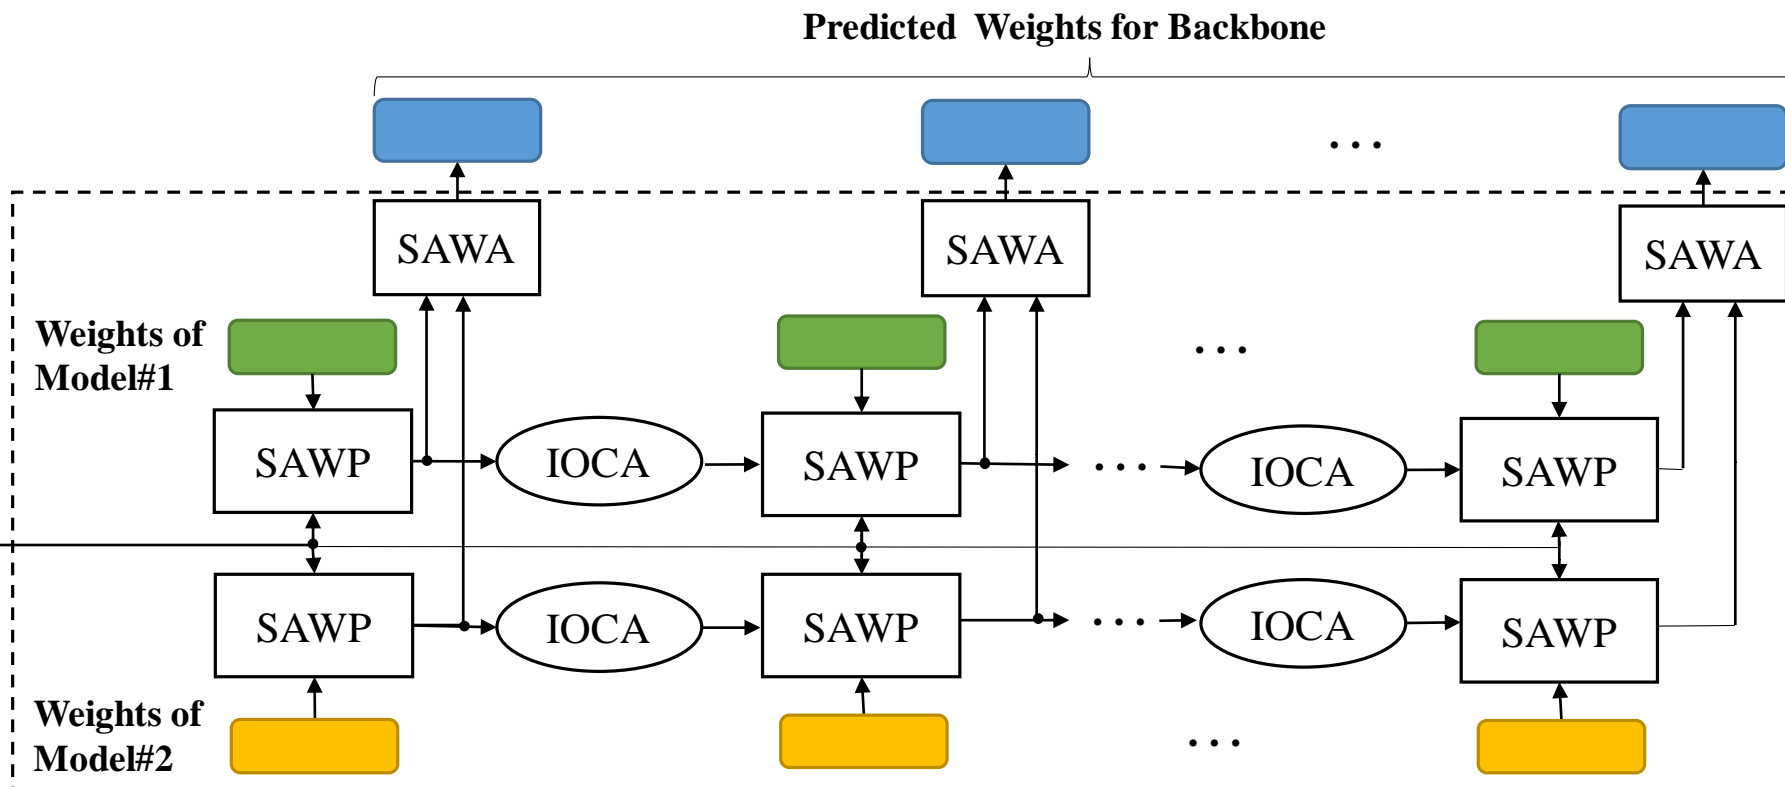 Predicted Weights for Backbone
. . .
SAWA
SAWA
SAWA
Weights of
Model#1
. . .
SAWP
IOCA
SAWP
. . .
IOCA
SAWP
SAWP
IOCA
SAWP
. . .
IOCA
SAWP
Weights of
Model#2
. . .